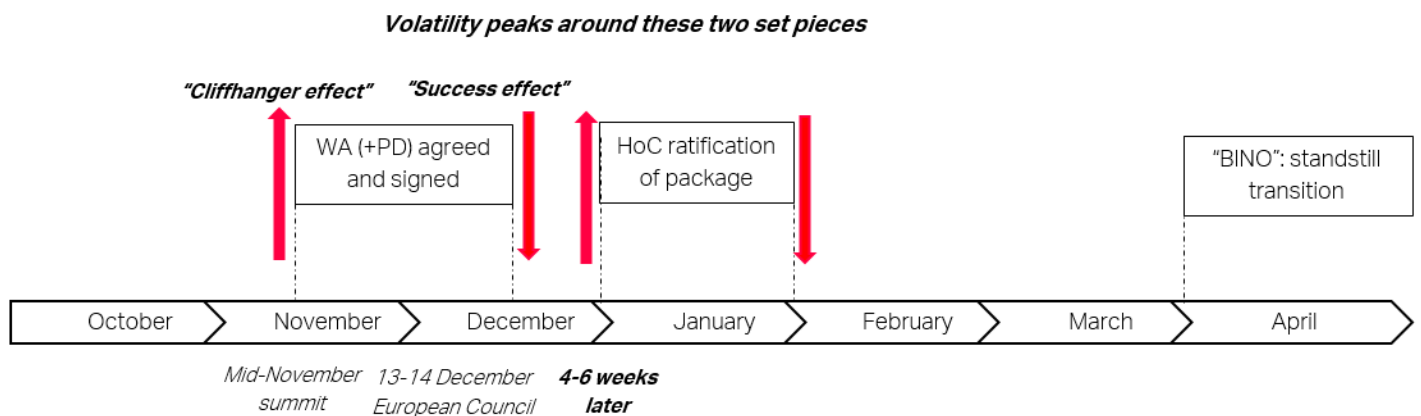 Volatility peaks around these two set pieces
"Cliffhanger effect"
"Success effect"
WA (+PD) agreed
and signed
HoC ratification
of package
"BINO": standstill
transition
October
November
December
January
February
March
April
Mid-November
summit
13-14 December
European Council
4-6 weeks
later